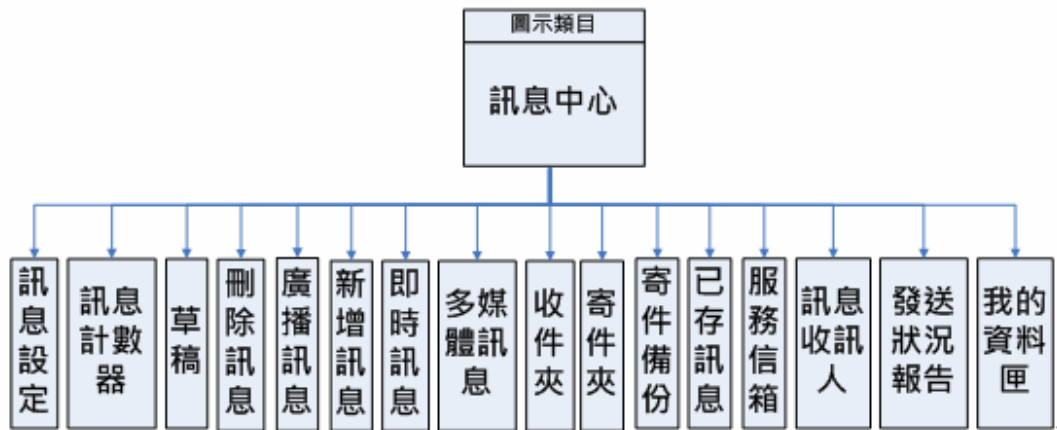 圖示類目
訊息中心
訊息設定
訊息
計數
器
草稿
刪除訊息
廣播訊息
新增訊息
即時訊息
多媒
體訊
息
收件夾
寄件夾
寄件備份
已存訊息
服務信箱
訊息
收訊
人
發送
狀況
報告
我的
資料
匣